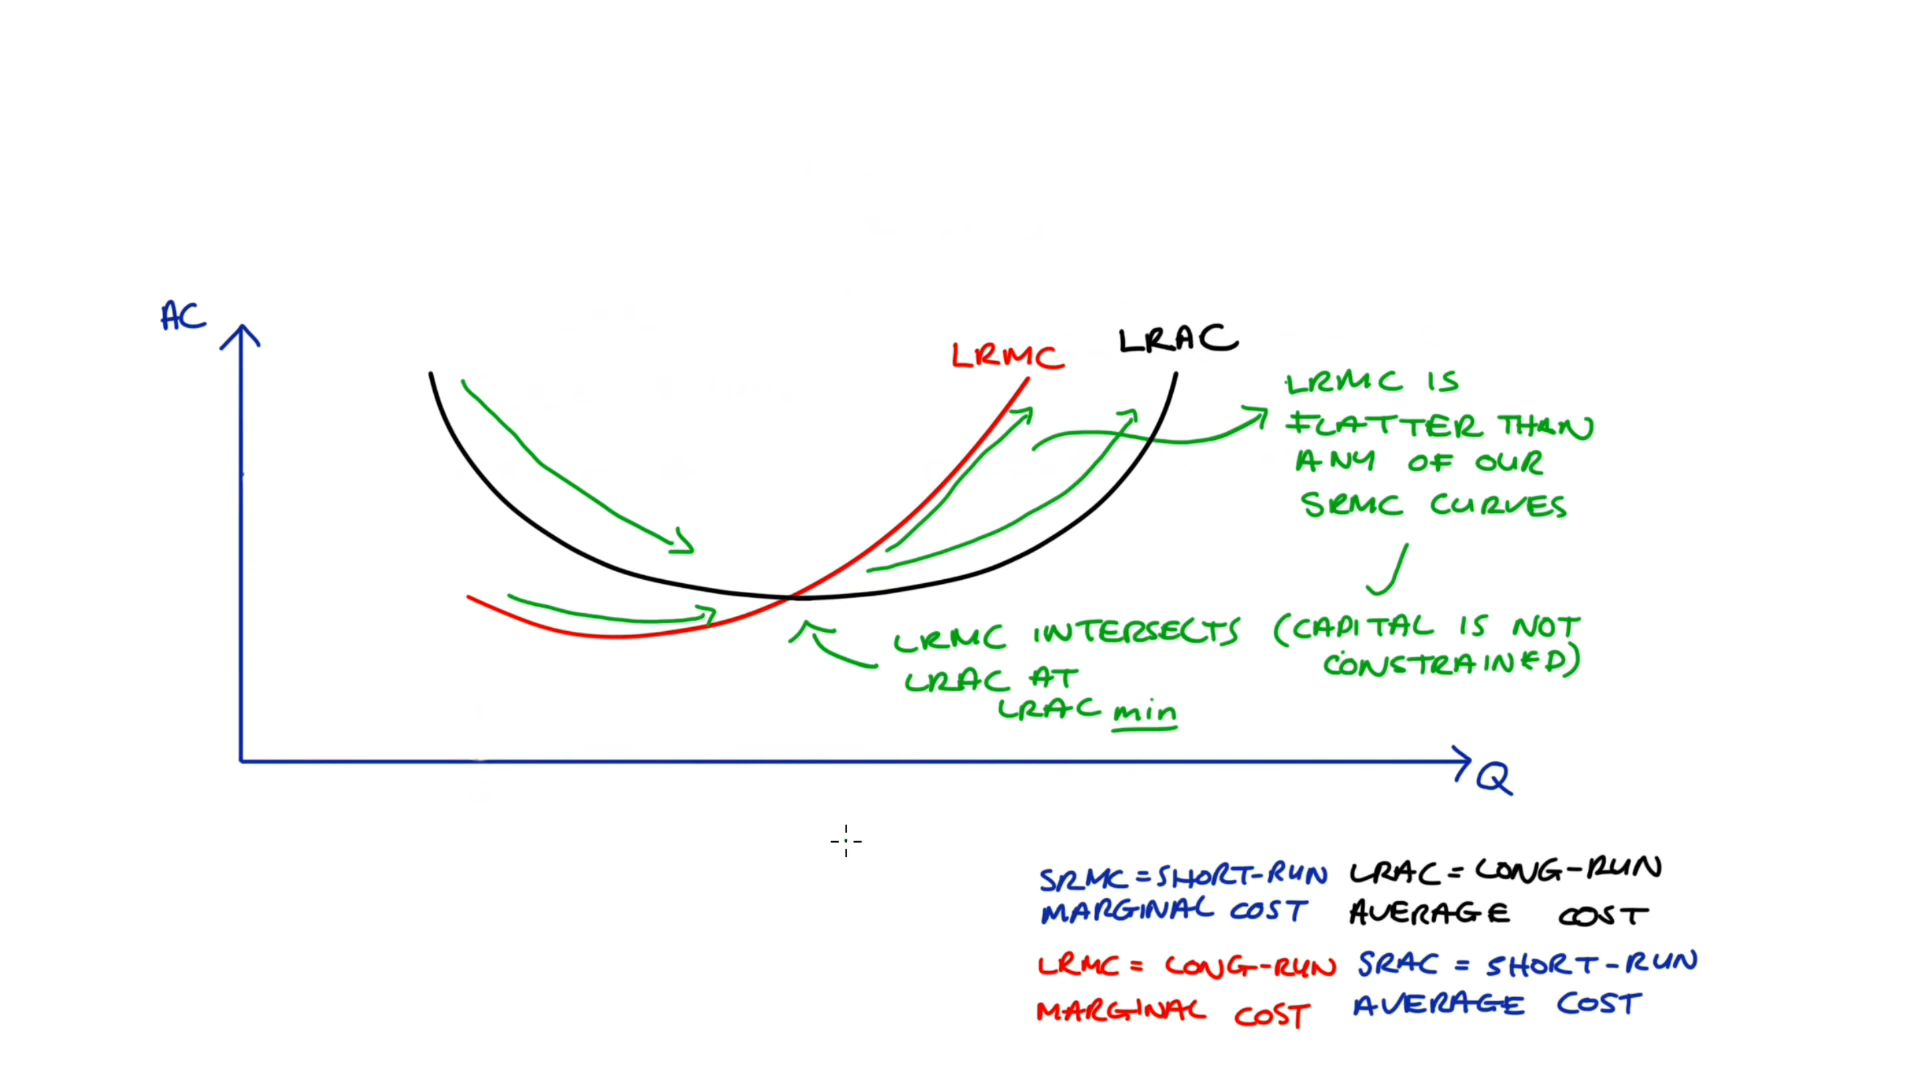 AC
LRMC
LRAC
LRMC IS
FLATTER THAN
ANY OF OUR
SRMC CURVES
(CAPITAL IS NOT
CONSTRAINED)
LRMC INTERSECTS
LRAC AT
LRAC min
Q
SRMC = SHORT-RUN
MARGINAL COST
LRAC = LONG-RUN
AVERAGE COST
LRMC = LONG-RUN
MARGINAL COST
SRAC = SHORT-RUN
AVERAGE COST